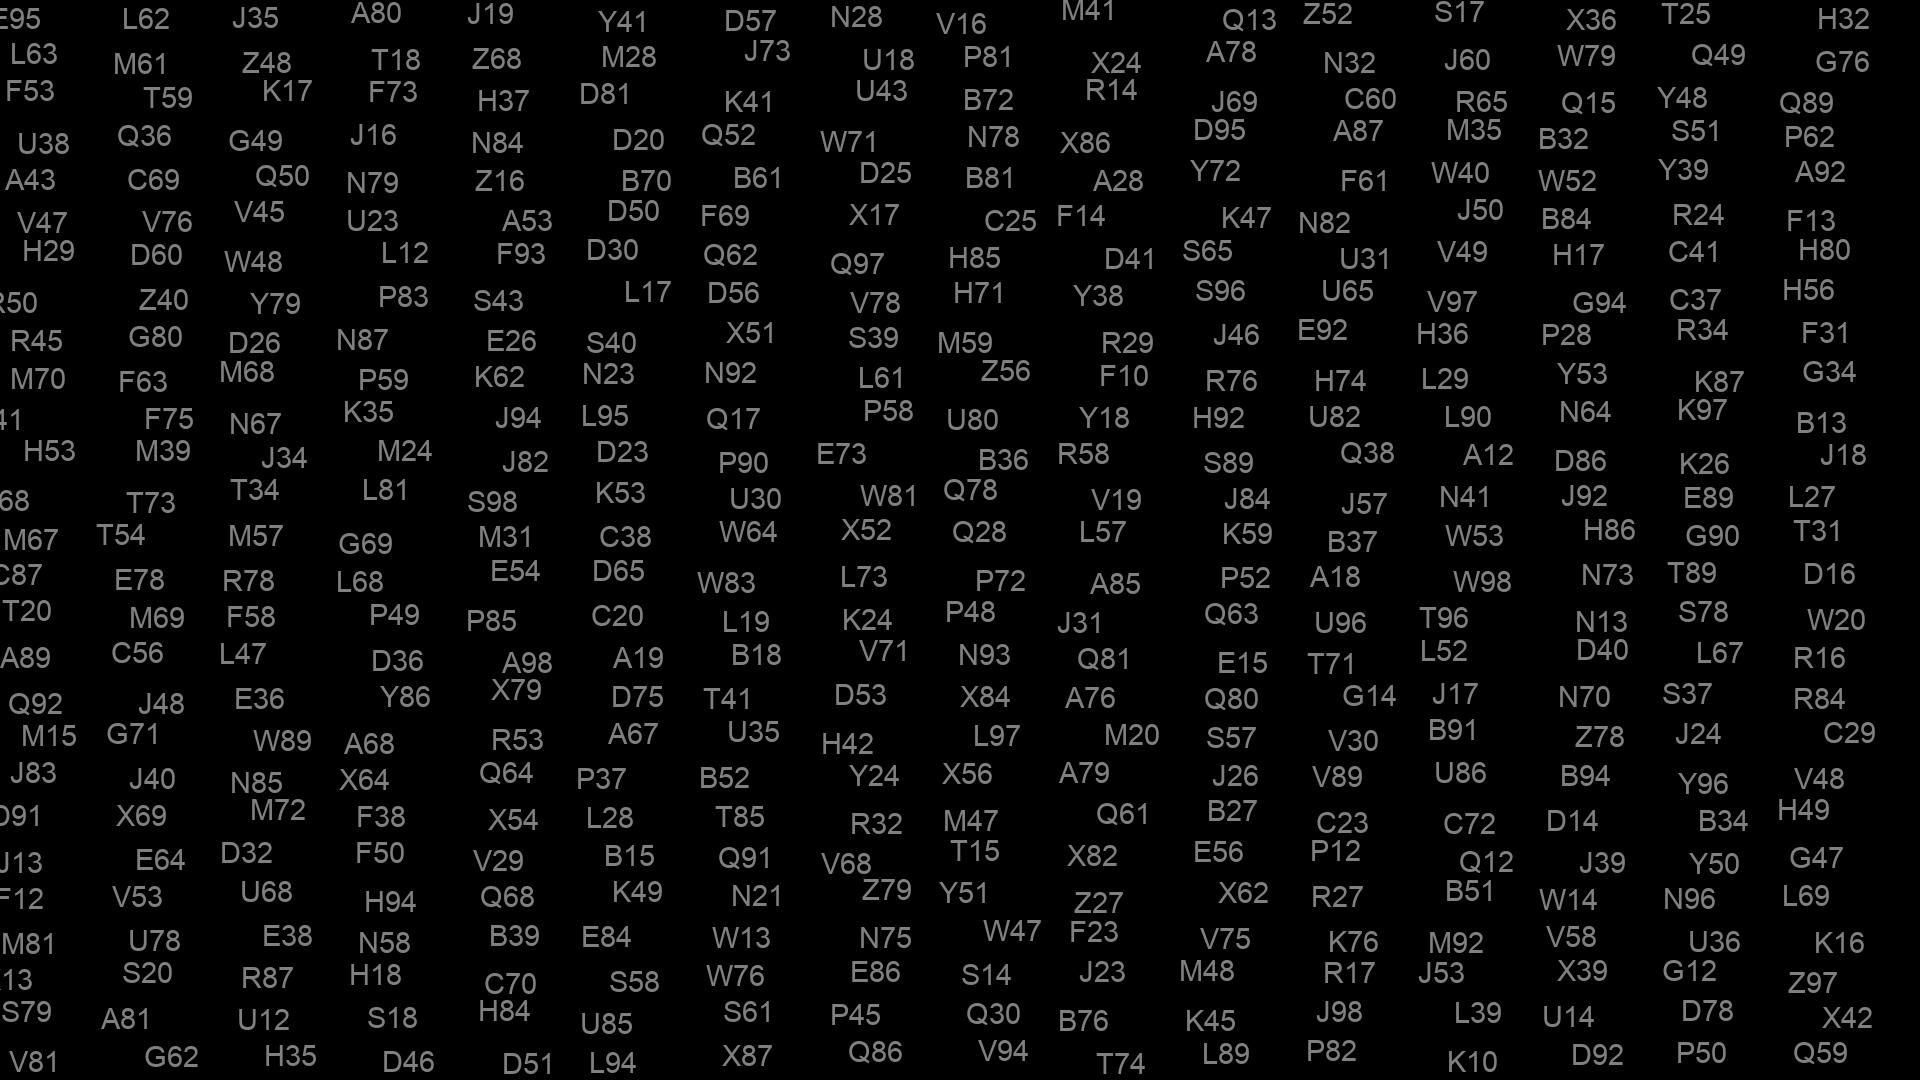 E95 L62 J35 A80 J19 Y41 D57 N28 V16 M41 Q13 Z52 S17 X36 T25 H32
L63 M61 Z48 T18 Z68 M28 J73 U18 P81 X24 A78 N32 J60 W79 Q49 G76
F53 T59 K17 F73 H37 D81 K41 U43 B72 R14 J69 C60 R65 Q15 Y48 Q89
U38 Q36 G49 J16 N84 D20 Q52 W71 N78 X86 D95 A87 M35 B32 S51 P62
A43 C69 Q50 N79 Z16 B70 B61 D25 B81 A28 Y72 F61 W40 W52 Y39 A92
V47 V76 V45 U23 A53 D50 F69 X17 C25 F14 K47 N82 J50 B84 R24 F13
H29 D60 W48 L12 F93 D30 Q62 Q97 H85 D41 S65 U31 V49 H17 C41 H80
R50 Z40 Y79 P83 S43 L17 D56 V78 H71 Y38 S96 U65 V97 G94 C37 H56
R45 G80 D26 N87 E26 S40 X51 S39 M59 R29 J46 E92 H36 P28 R34 F31
M70 F63 M68 P59 K62 N23 N92 L61 Z56 F10 R76 H74 L29 Y53 K87 G34
41 F75 N67 K35 J94 L95 Q17 P58 U80 Y18 H92 U82 L90 N64 K97 B13
H53 M39 J34 M24 J82 D23 P90 E73 B36 R58 S89 Q38 A12 D86 K26 J18
68 T73 T34 L81 S98 K53 U30 W81 Q78 V19 J84 J57 N41 J92 E89 L27
M67 T54 M57 G69 M31 C38 W64 X52 Q28 L57 K59 B37 W53 H86 G90 T31
C87 E78 R78 L68 E54 D65 W83 L73 P72 A85 P52 A18 W98 N73 T89 D16
T20 M69 F58 P49 P85 C20 L19 K24 P48 J31 Q63 U96 T96 N13 S78 W20
A89 C56 L47 D36 A98 A19 B18 V71 N93 Q81 E15 T71 L52 D40 L67 R16
Q92 J48 E36 Y86 X79 D75 T41 D53 X84 A76 Q80 G14 J17 N70 S37 R84
M15 G71 W89 A68 R53 A67 U35 H42 L97 M20 S57 V30 B91 Z78 J24 C29
J83 J40 N85 X64 Q64 P37 B52 Y24 X56 A79 J26 V89 U86 B94 Y96 V48
D91 X69 M72 F38 X54 L28 T85 R32 M47 Q61 B27 C23 C72 D14 B34 H49
J13 E64 D32 F50 V29 B15 Q91 V68 T15 X82 E56 P12 Q12 J39 Y50 G47
F12 V53 U68 H94 Q68 K49 N21 Z79 Y51 Z27 X62 R27 B51 W14 N96 L69
M81 U78 E38 N58 B39 E84 W13 N75 W47 F23 V75 K76 M92 V58 U36 K16
13 S20 R87 H18 C70 S58 W76 E86 S14 J23 M48 R17 J53 X39 G12 Z97
S79 A81 U12 S18 H84 U85 S61 P45 Q30 B76 K45 J98 L39 U14 D78 X42
V81 G62 H35 D46 D51 L94 X87 Q86 V94 T74 L89 P82 K10 D92 P50 Q59